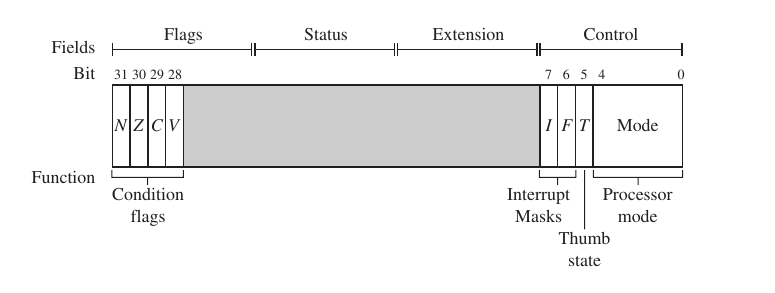 Fields Flags Status Extension Control
Bit 31 30 29 28 7 6 5 4 0
N Z C V I F T Mode
Function
Condition Interrupt Processor
flags Masks mode
Thumb
state